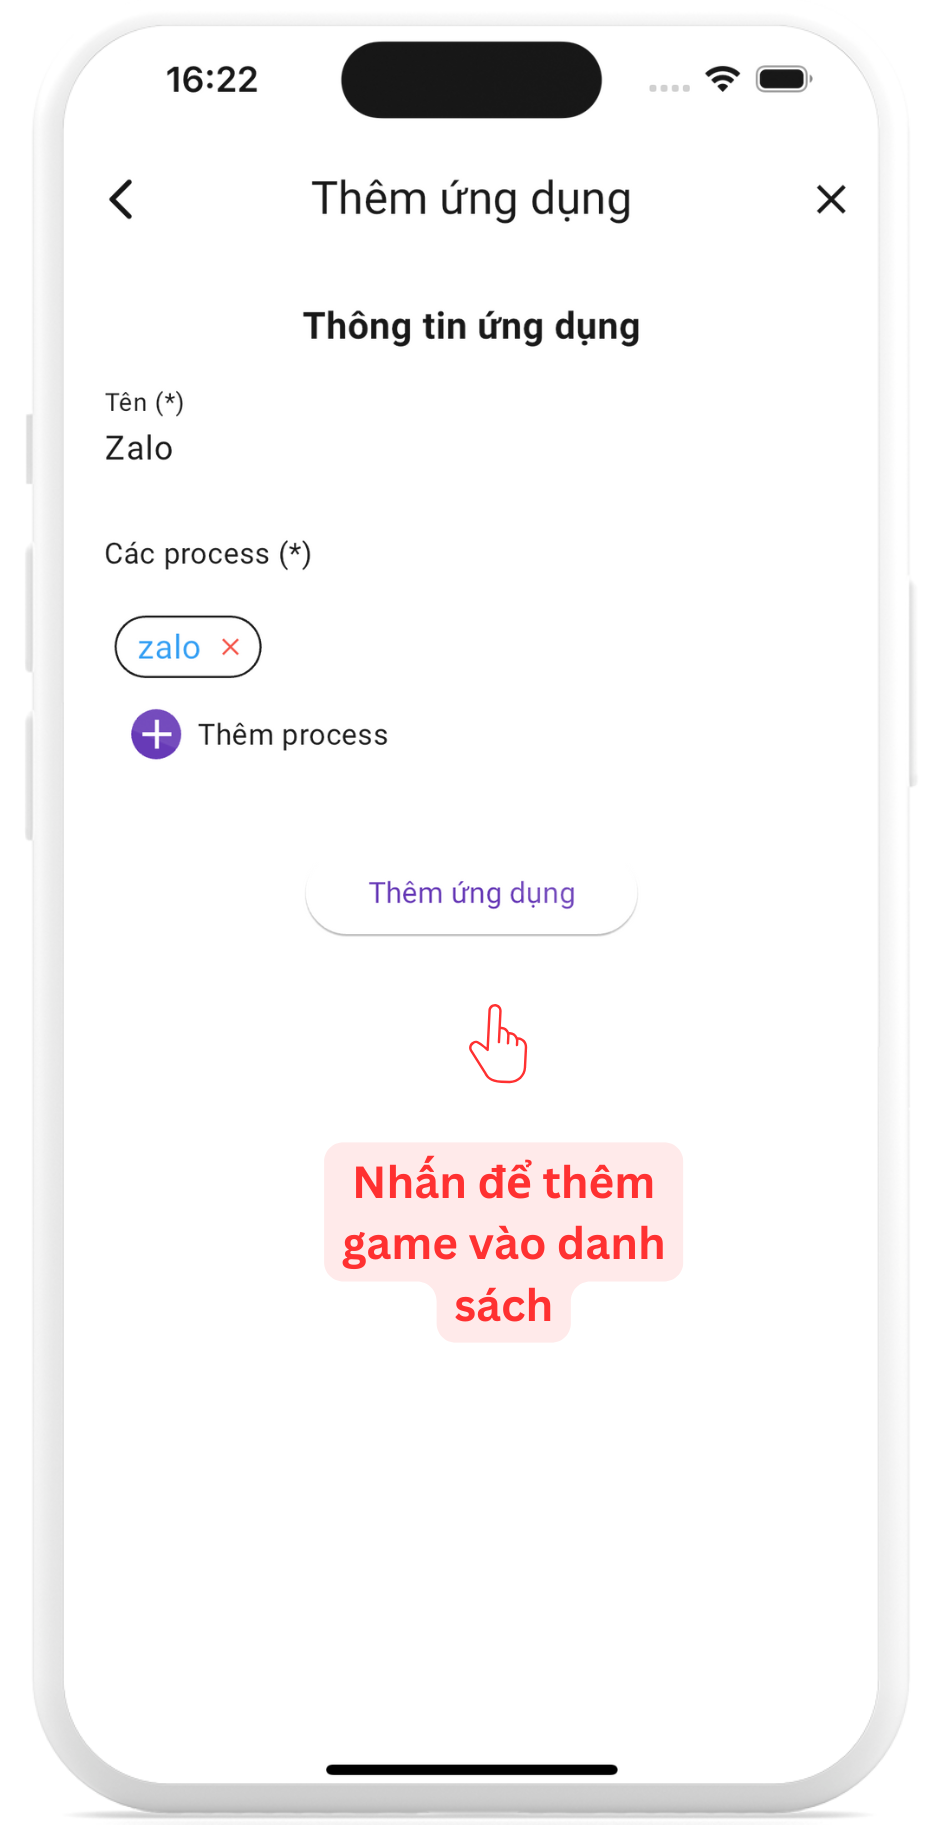 16:22
Thêm ứng dụng
Thông tin ứng dụng
Tên (*)
Zalo
Các process (*)
zalo
Thêm process
Thêm ứng dụng
Nhấn để thêm
game vào danh
sách